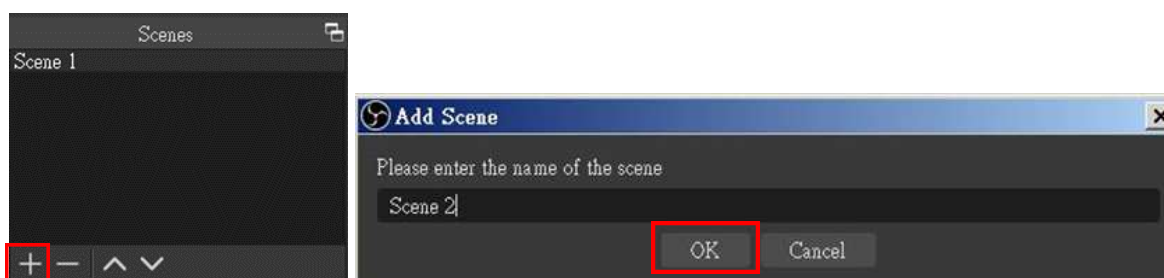 Scenes
Scene 1
Add Scene
Please enter the name of the scene
Scene 2
OK Cancel